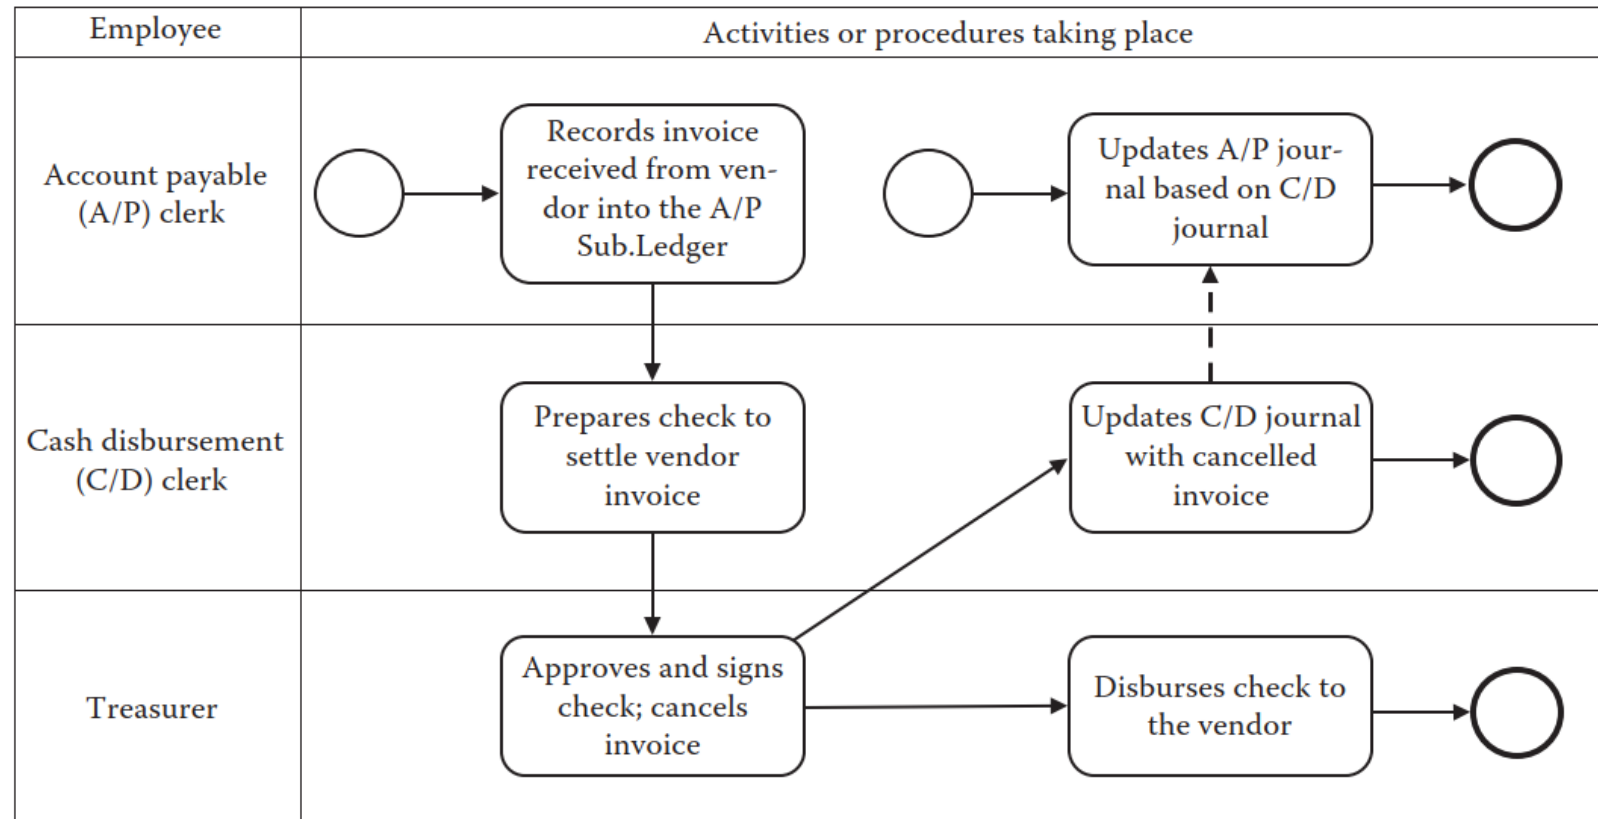 Employee
Activities or procedures taking place
Account payable
(A/P) clerk
Records invoice
received from ven-
dor into the A/P
Sub.Ledger
Updates A/P jour-
nal based on C/D
journal
Cash disbursement
(C/D) clerk
Prepares check to
settle vendor
invoice
Updates C/D journal
with cancelled
invoice
Treasurer
Approves and signs
check; cancels
invoice
Disburses check to
the vendor